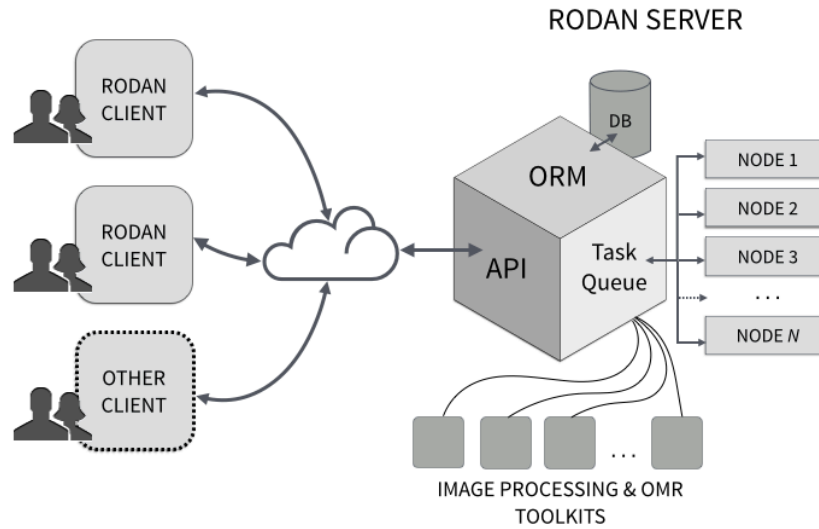 RODAN SERVER
RODAN
CLIENT
RODAN
CLIENT
OTHER
CLIENT
DB
ORM
API
Task
Queue
NODE 1
NODE 2
NODE 3
...
NODE N
...
IMAGE PROCESSING & OMR
TOOLKITS